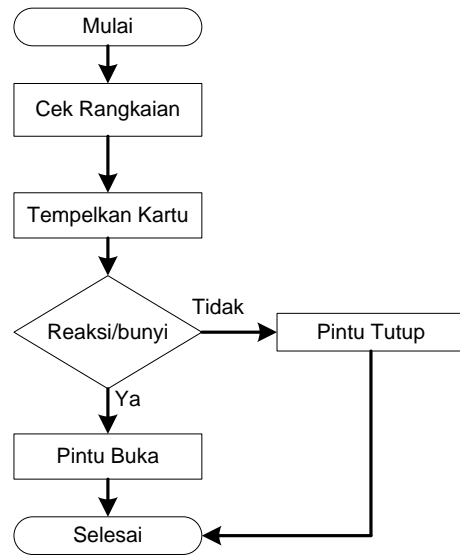 Mulai
Cek Rangkaian
Tempelkan Kartu
Reaksi/bunyi
Tidak
Pintu Tutup
Ya
Pintu Buka
Selesai